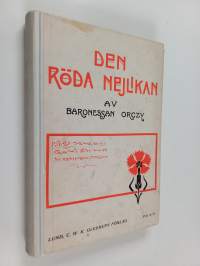 DEN
RÖDA NEJLIKAN
AV
BARONESSAN ORCZY
LUND, C. W. K. GLEERUPS FÖRLAG